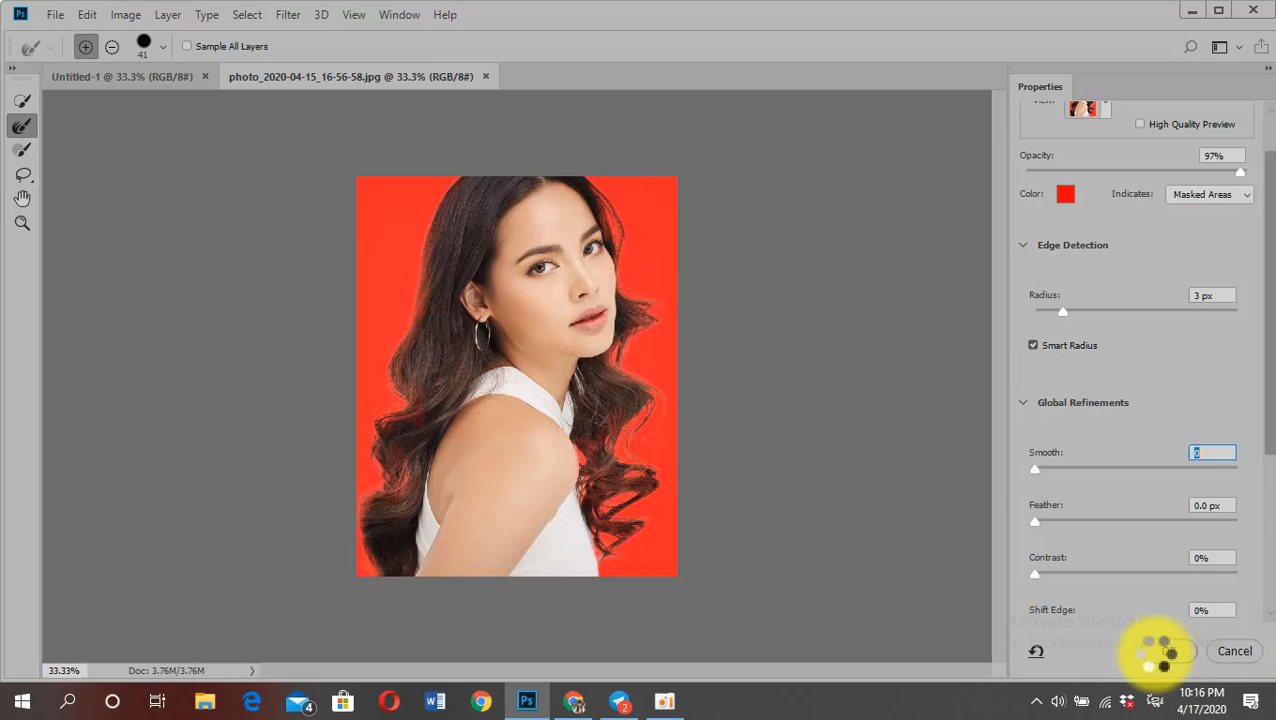 Ps File Edit Image Layer Type Select Filter 3D View Window Help
41 Sample All Layers
Untitled-1 @ 33.3% (RGB/8#) photo_2020-04-15_16-56-58.jpg @ 33.3% (RGB/8#)
Properties
View:
High Quality Preview
Opacity: 97%
Color: Indicates: Masked Areas
Edge Detection
Radius: 3 px
Smart Radius
Global Refinements
Smooth: 0
Feather: 0.0 px
Contrast: 0%
Shift Edge: 0%
Activate Windows
Cancel
33.33% Doc: 3.76M/3.76M
4 Ps 2 10:16 PM
4/17/2020